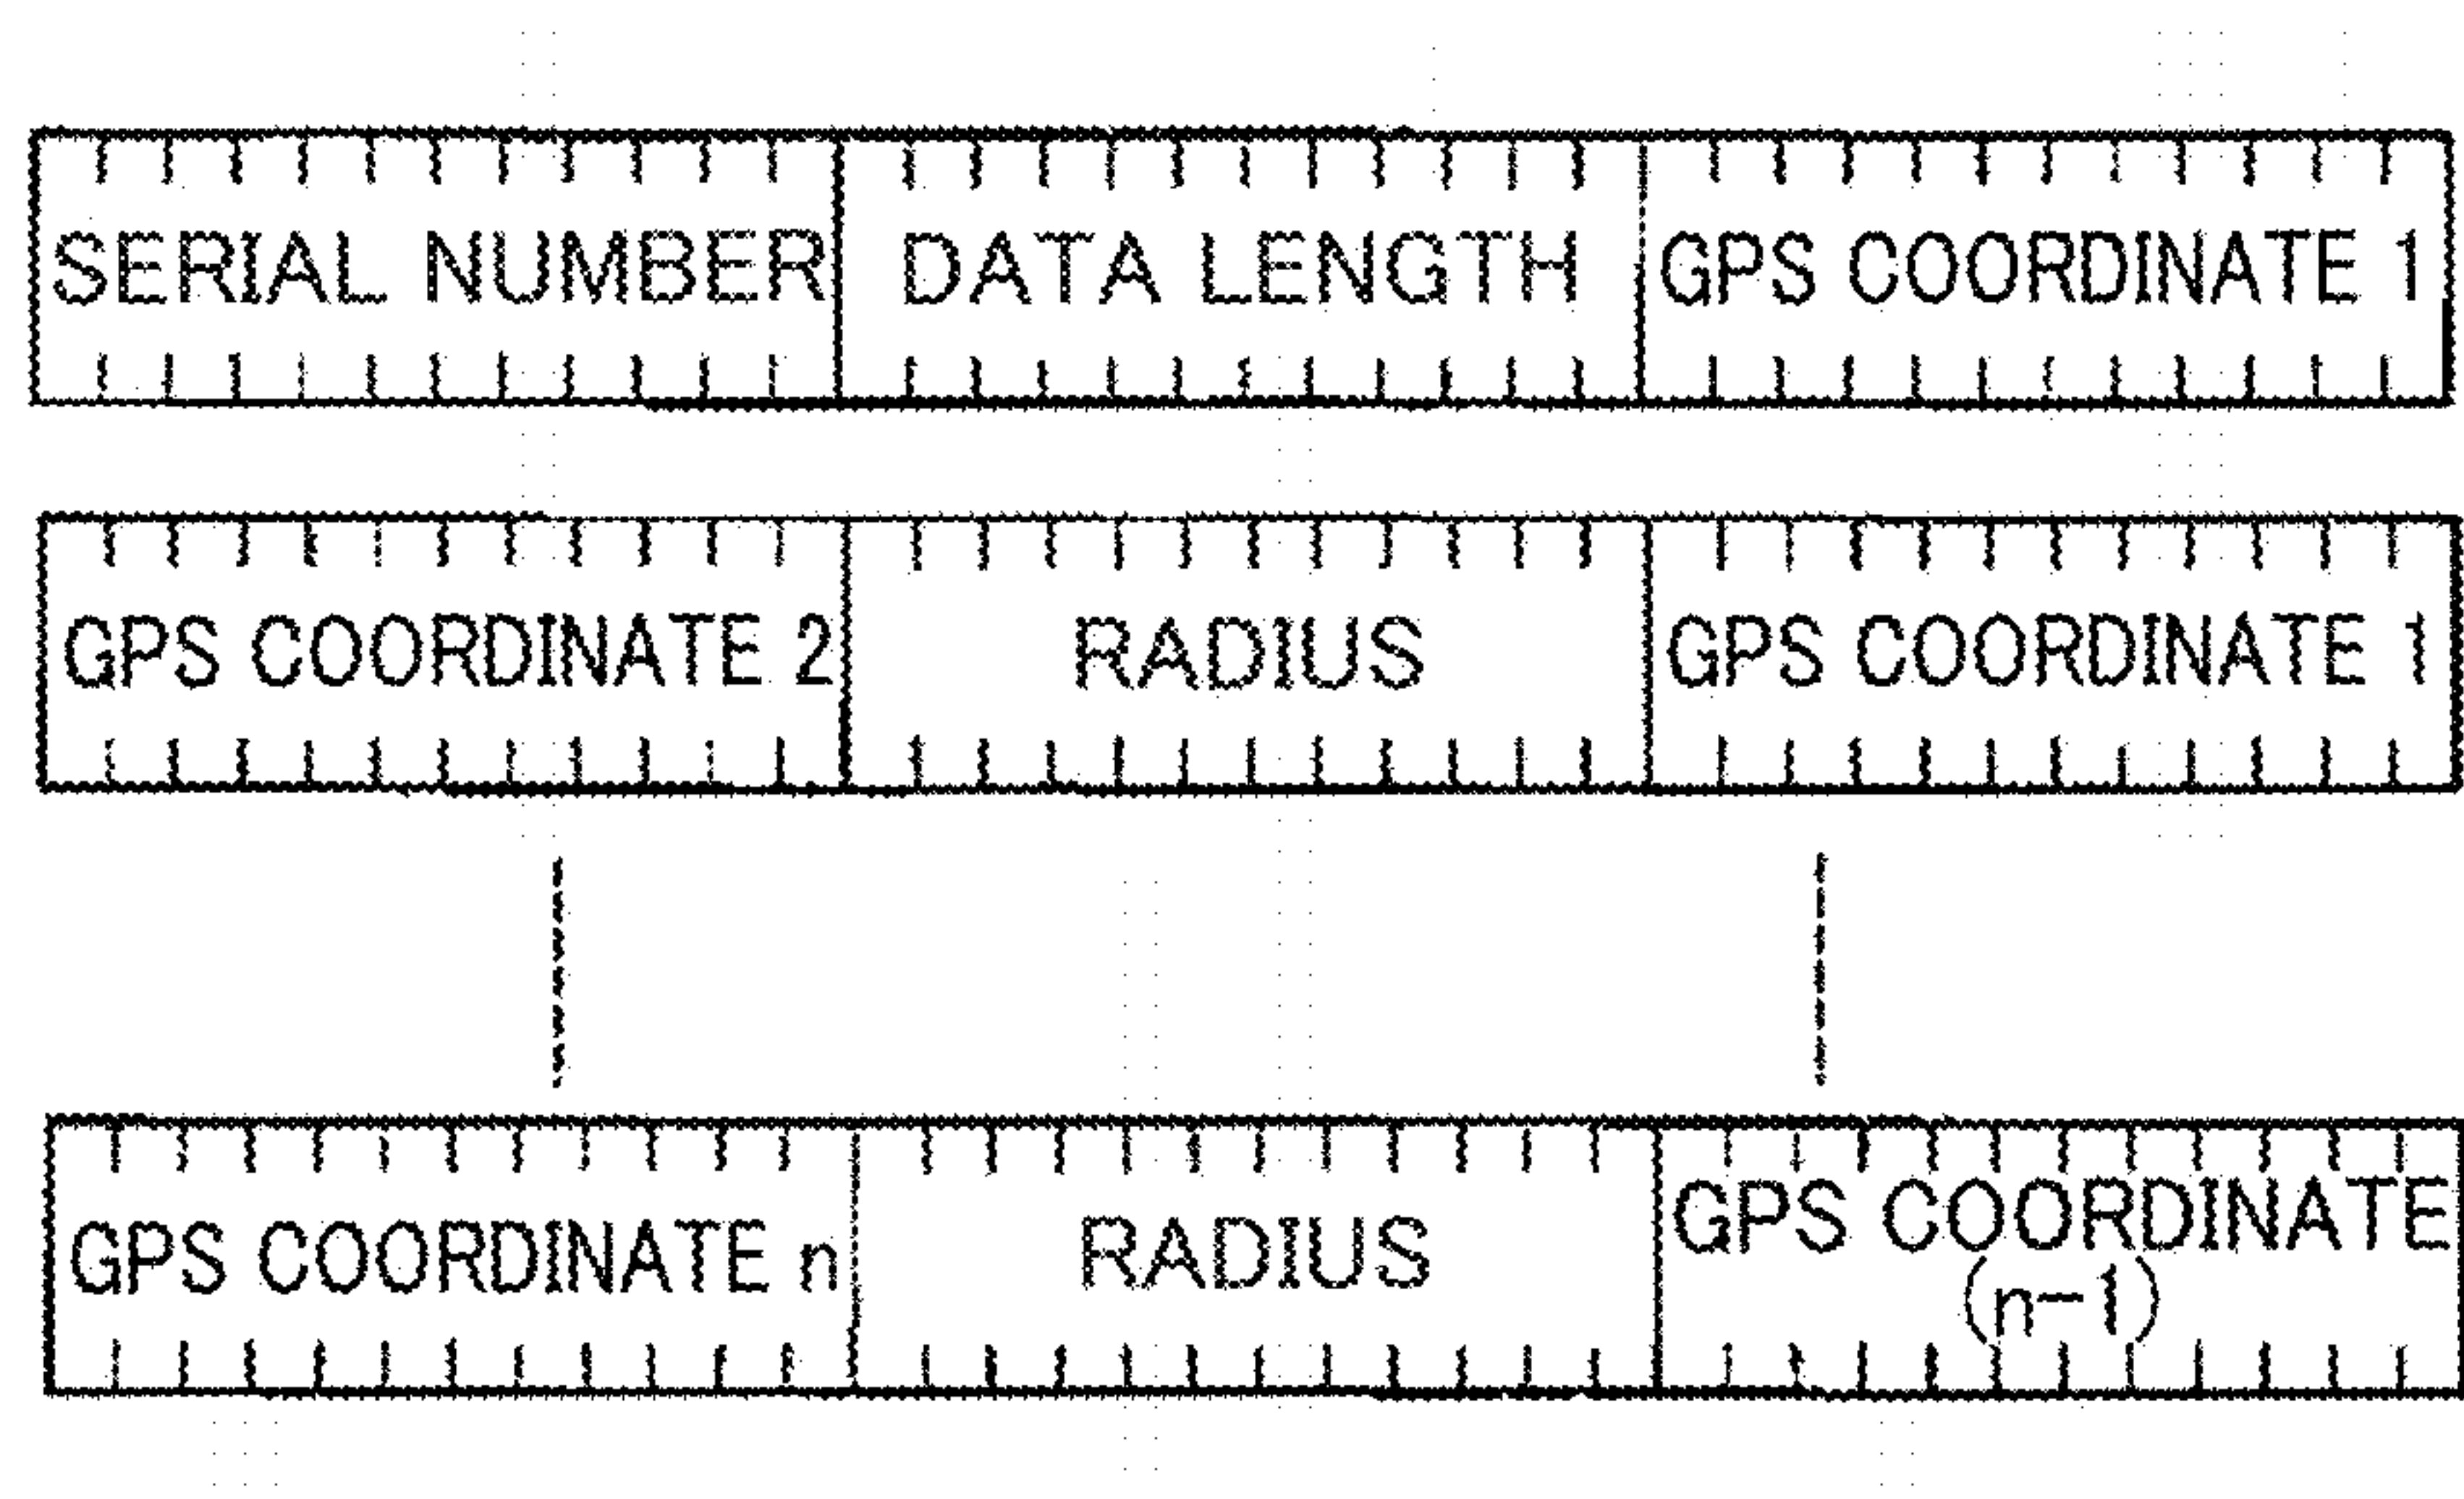 SERIAL NUMBER DATA LENGTH GPS COORDINATE 1
GPS COORDINATE 2 RADIUS GPS COORDINATE 1
GPS COORDINATE n RADIUS GPS COORDINATE
(n-1)